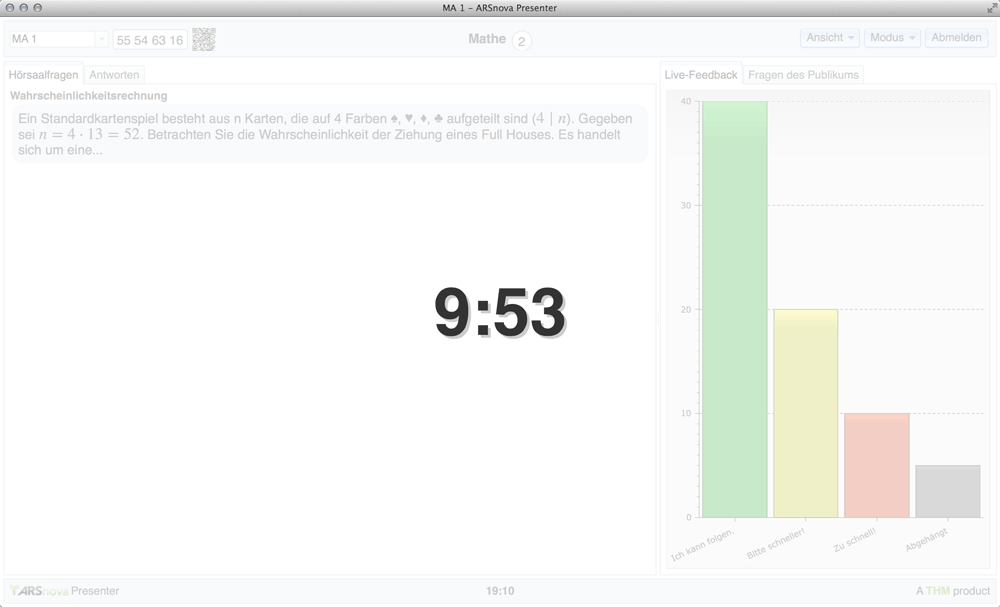 MA 1 – ARSnova Presenter
MA 1
55 54 63 16
Mathe 2
Ansicht
Modus
Abmelden
Hörsaalfragen
Antworten
Wahrscheinlichkeitsrechnung
Ein Standardkartenspiel besteht aus n Karten, die auf 4 Farben ♠, ♥, ♦, ♣ aufgeteilt sind (4 | n). Gegeben
sei n = 4 · 13 = 52. Betrachten Sie die Wahrscheinlichkeit der Ziehung eines Full Houses. Es handelt
sich um eine...
9:53
Live-Feedback
Fragen des Publikums
40
30
20
10
0
Ich kann folgen.
Bitte schneller!
Zu schnell!
Abgehängt
ARSnova Presenter
19:10
A THM product